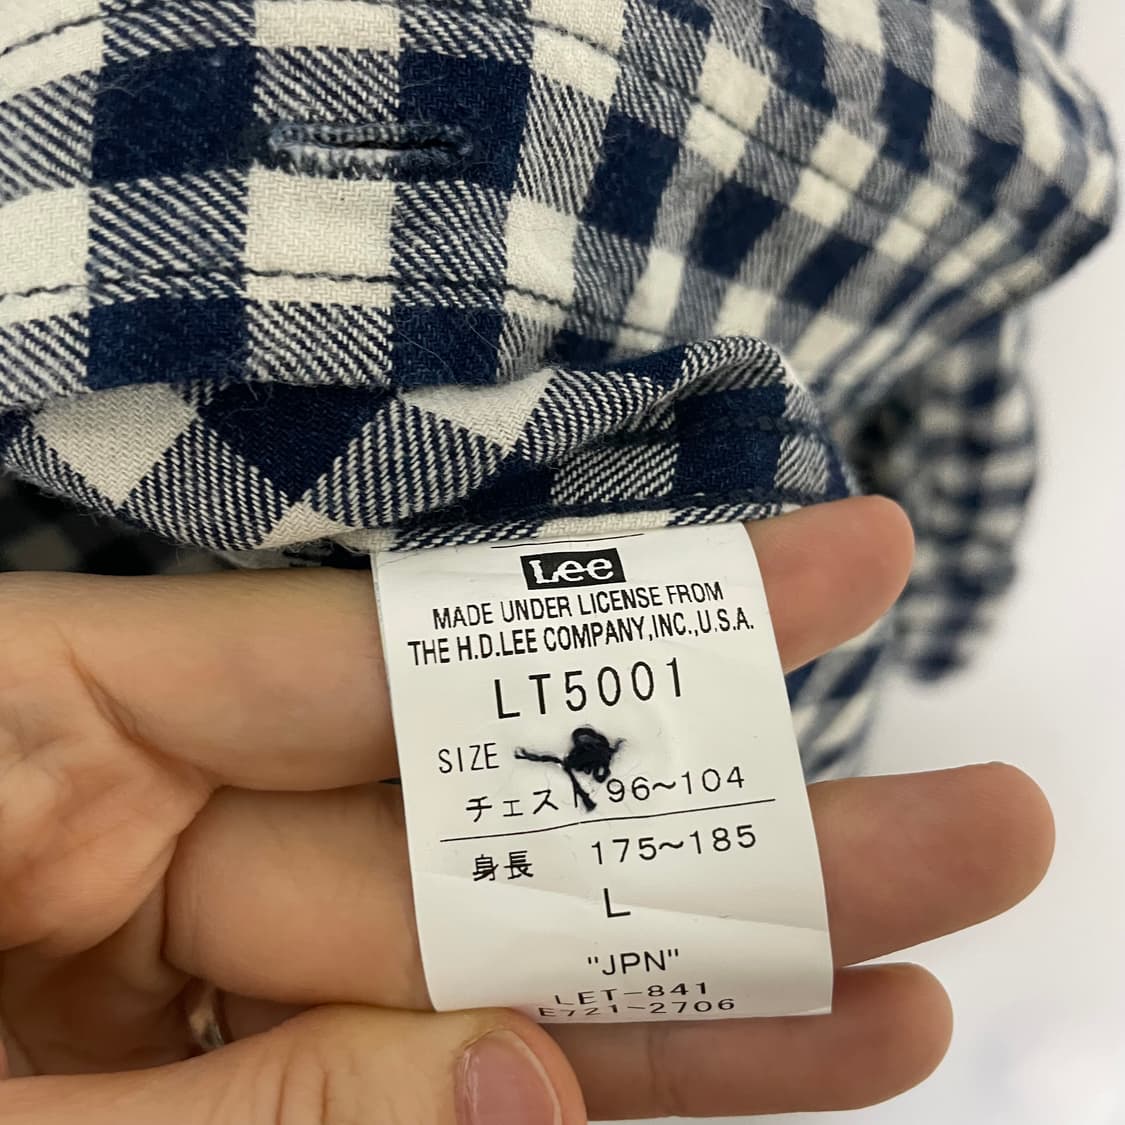 Lee
MADE UNDER LICENSE FROM
THE H.D.LEE COMPANY,INC.,U.S.A.
LT5001
SIZE
チェスト 96~104
身長 175~185
L
"JPN"
LET-841
E721-2706